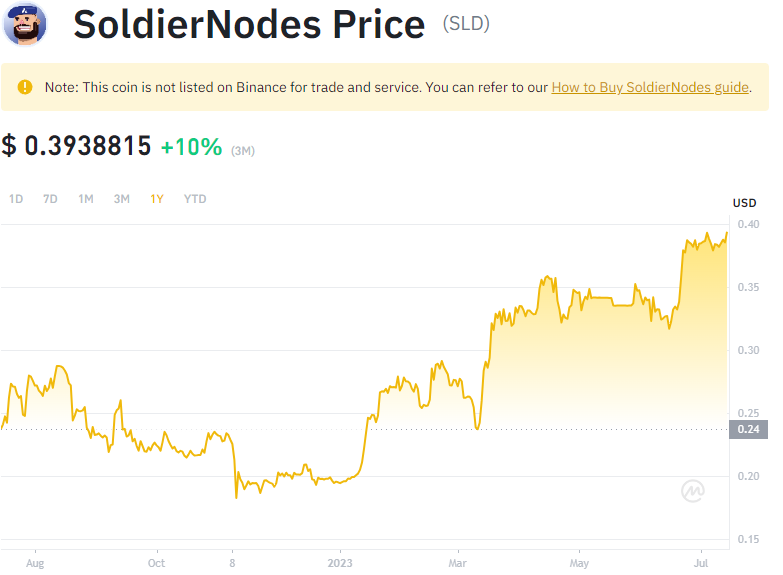 SoldierNodes Price (SLD)
Note: This coin is not listed on Binance for trade and service. You can refer to our How to Buy SoldierNodes guide.
$ 0.3938815 +10% (3M)
1D 7D 1M 3M 1Y YTD
USD
0.40
0.35
0.30
0.25
0.24
0.20
0.15
Aug Oct 8 2023 Mar May Jul